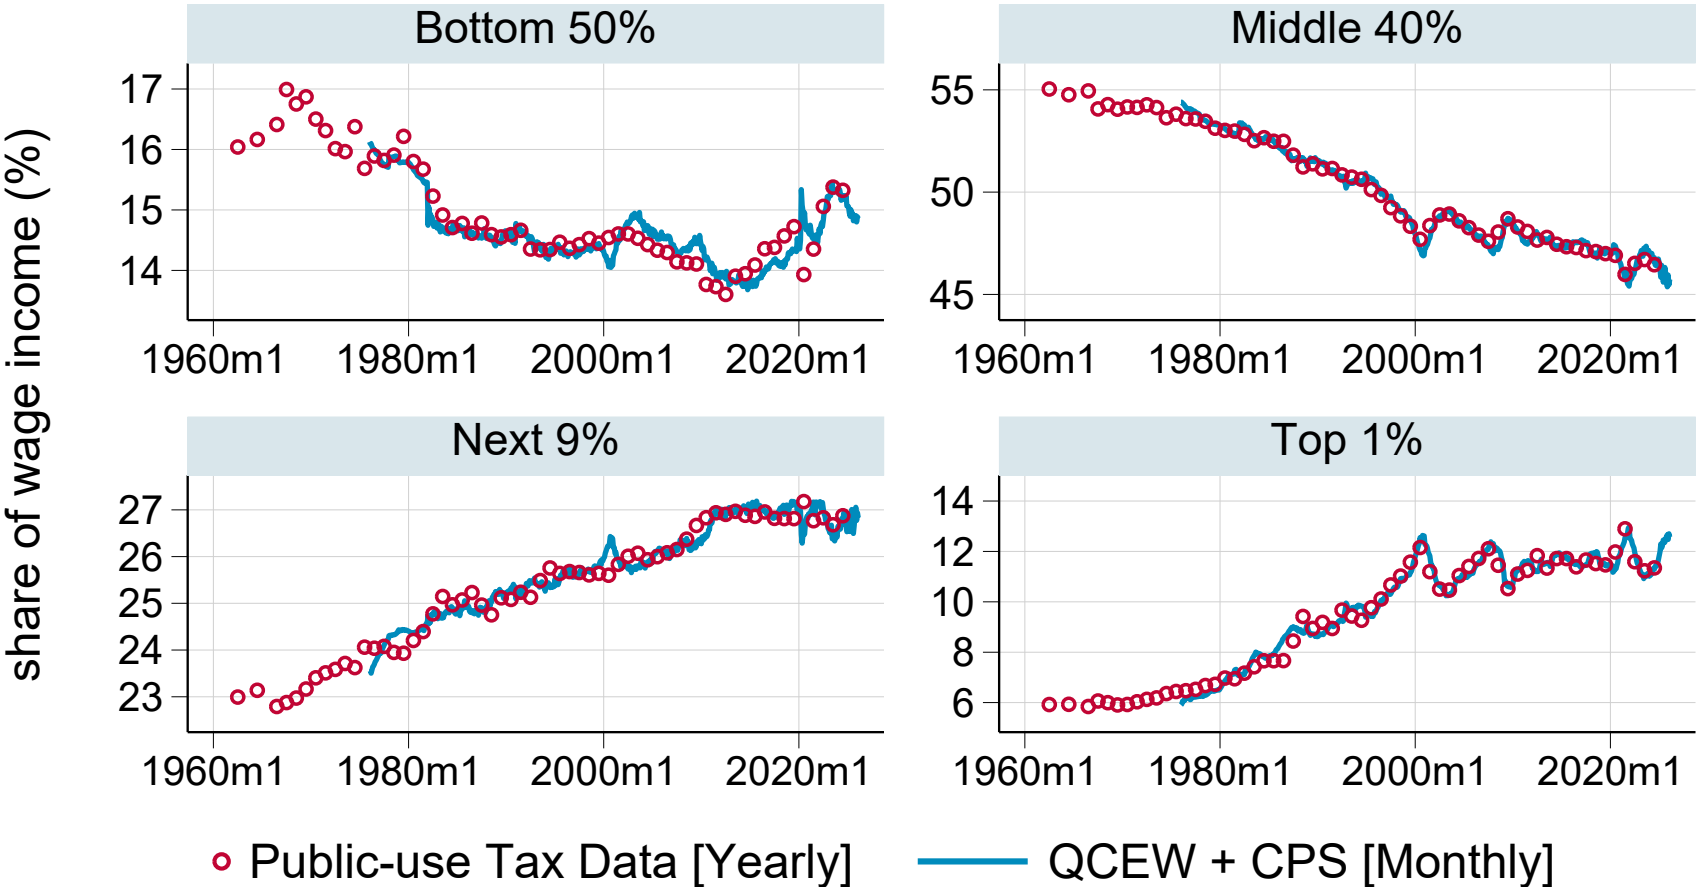 share of wage income (%)
Bottom 50%
17
16
15
14
1960m1 1980m1 2000m1 2020m1
Middle 40%
55
50
45
1960m1 1980m1 2000m1 2020m1
Next 9%
27
26
25
24
23
1960m1 1980m1 2000m1 2020m1
Top 1%
14
12
10
8
6
1960m1 1980m1 2000m1 2020m1
Public-use Tax Data [Yearly] QCEW + CPS [Monthly]